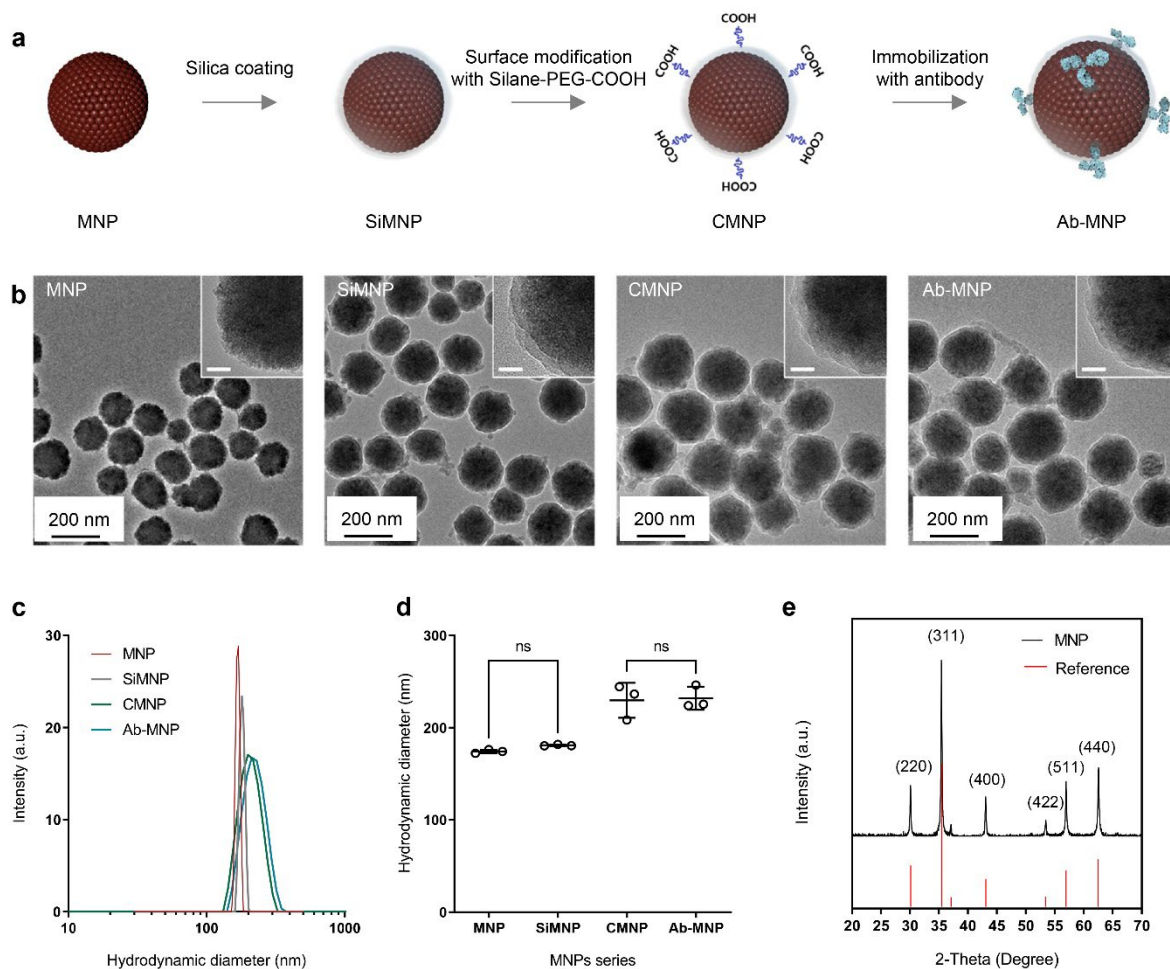 a
Silica coating
Surface modification
with Silane-PEG-COOH
COOH
COOH
COOH
COOH
COOH
COOH
Immobilization
with antibody
MNP
SiMNP
CMNP
Ab-MNP
b
MNP
200 nm
SiMNP
200 nm
CMNP
200 nm
Ab-MNP
200 nm
c
Intensity (a.u.)
30
20
10
0
MNP
SiMNP
CMNP
Ab-MNP
10
100
1000
Hydrodynamic diameter (nm)
d
Hydrodynamic diameter (nm)
300
200
100
0
ns
ns
MNP
SiMNP
CMNP
Ab-MNP
MNPs series
e
Intensity (a.u.)
MNP
Reference
(220)
(311)
(400)
(422)
(511)
(440)
20 25 30 35 40 45 50 55 60 65 70
2-Theta (Degree)